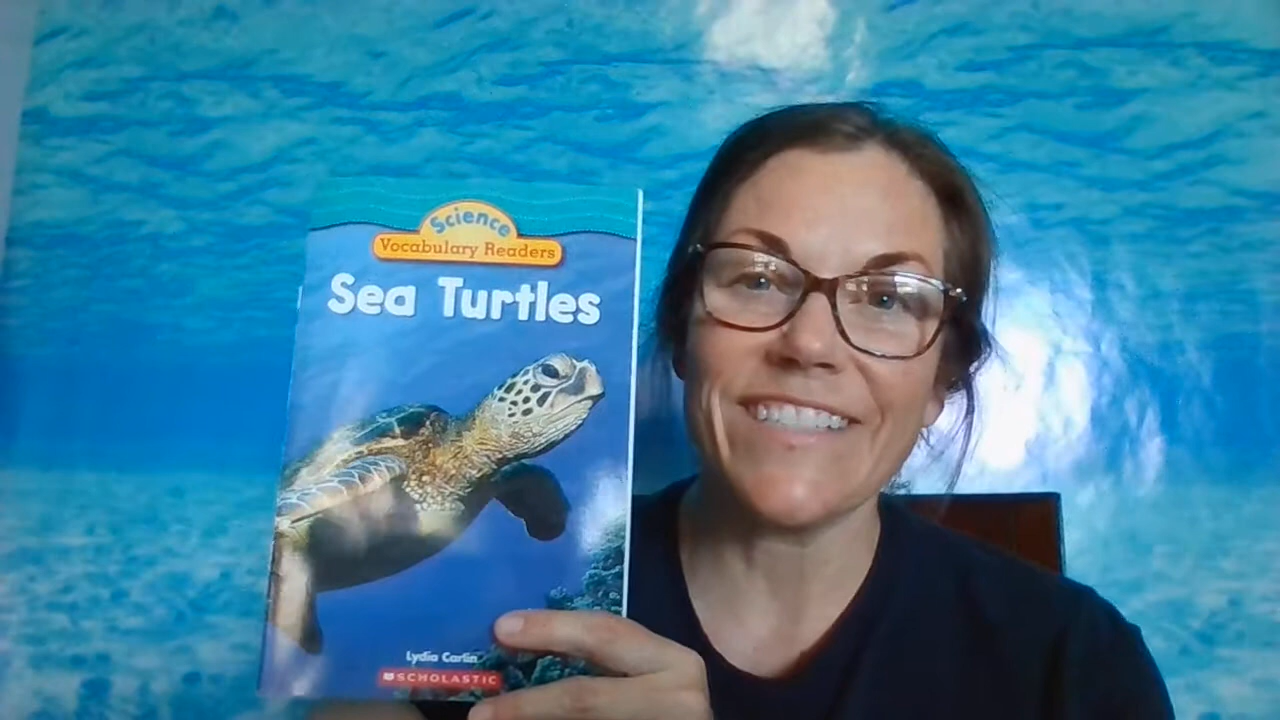 Science
Vocabulary Readers
Sea Turtles
Lydia Carlin
SCHOLASTIC